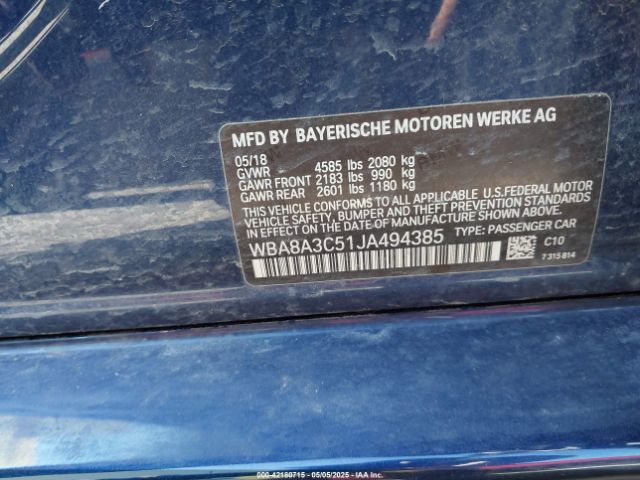 MFD BY BAYERISCHE MOTOREN WERKE AG
05/18
GVWR 4585 lbs 2080 kg
GAWR FRONT 2183 lbs 990 kg
GAWR REAR 2601 lbs 1180 kg
THIS VEHICLE CONFORMS TO ALL APPLICABLE U.S.FEDERAL MOTOR
VEHICLE SAFETY, BUMPER, AND THEFT PREVENTION STANDARDS
IN EFFECT ON THE DATE OF MANUFACTURE SHOWN ABOVE.
WBA8A3C51JA494385 TYPE: PASSENGER CAR
C10
7315814
000-42180715 - 05/05/2025 - IAA Inc.